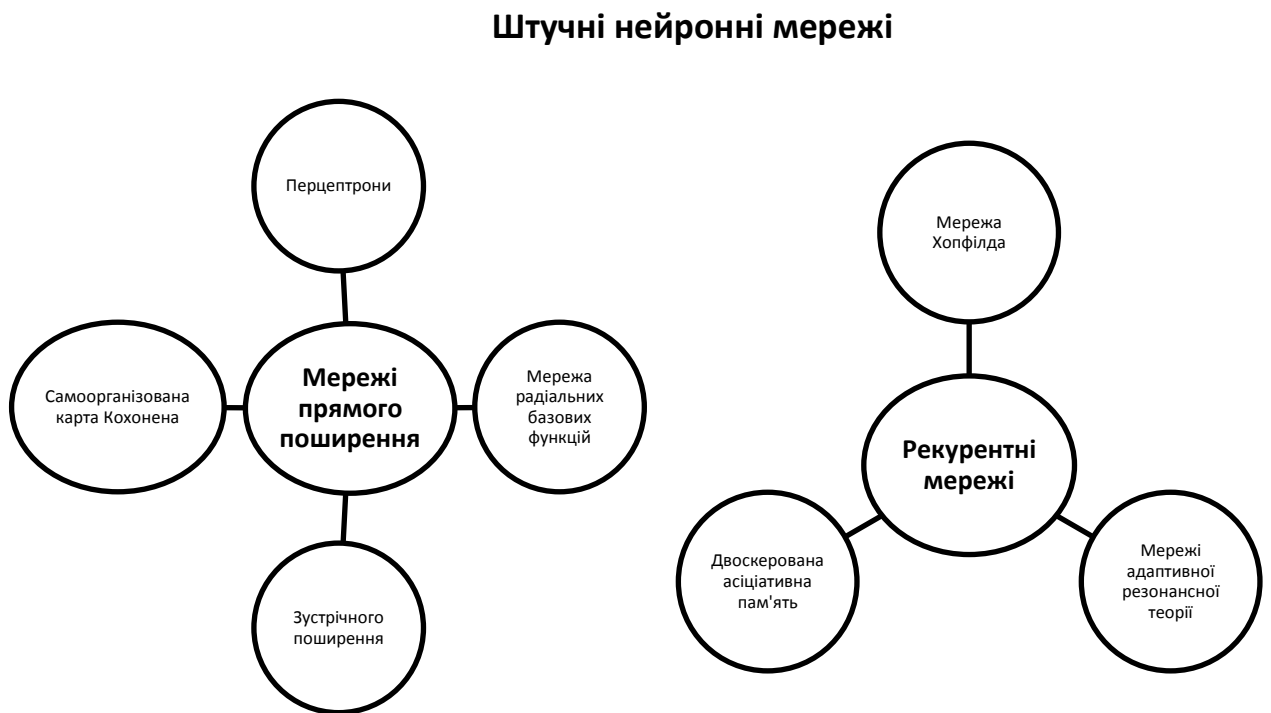 Штучні нейронні мережі
Перцептрони
Самоорганізована
карта Кохонена
Мережі
прямого
поширення
Мережа
радіальних
базових
функцій
Зустрічного
поширення
Мережа
Хопфілда
Рекурентні
мережі
Двоскерована
асіціативна
пам'ять
Мережі
адаптивної
резонансної
теорії